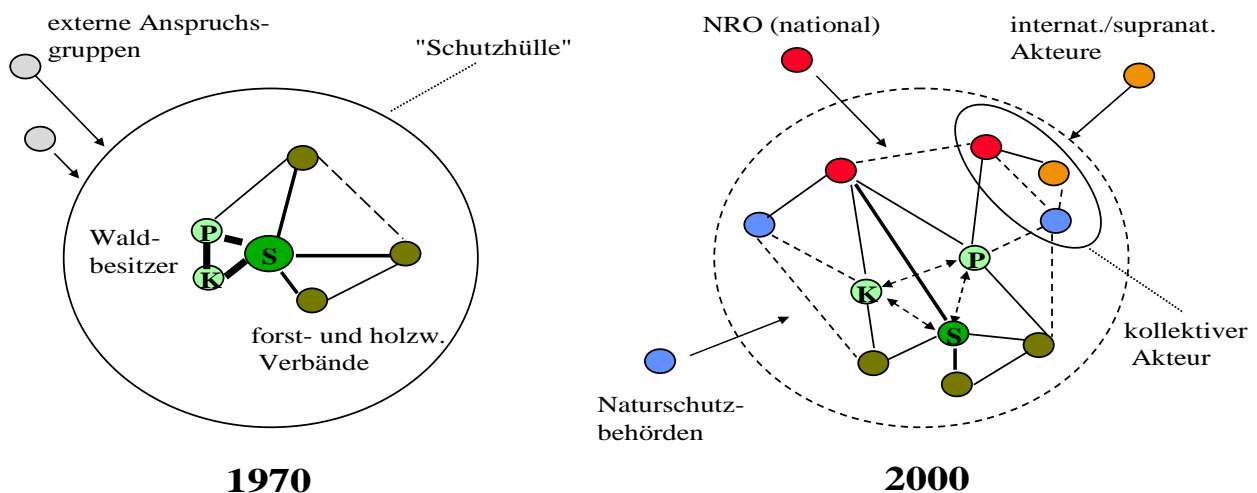 externe Anspruchs-
gruppen
"Schutzhülle"
Wald-
besitzer
P
K
S
forst- und holzw.
Verbände
1970
NRO (national)
internat./supranat.
Akteure
P
K
S
kollektiver
Akteur
Naturschutz-
behörden
2000